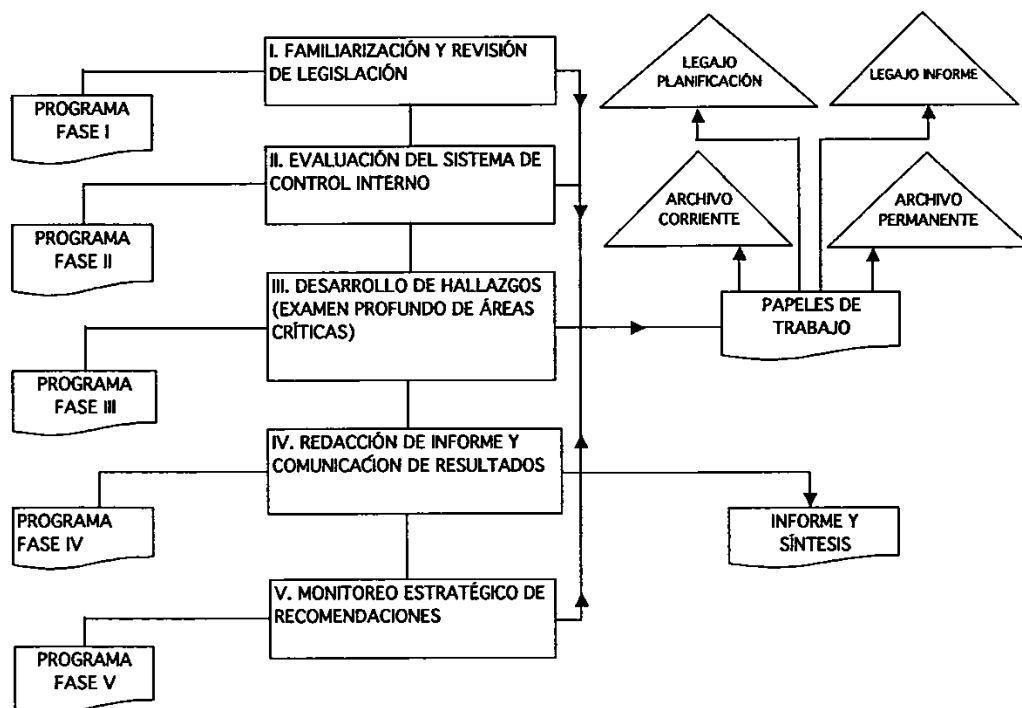 I. FAMILIARIZACIÓN Y REVISIÓN
DE LEGISLACIÓN
PROGRAMA
FASE I
II. EVALUACIÓN DEL SISTEMA DE
CONTROL INTERNO
PROGRAMA
FASE II
III. DESARROLLO DE HALLAZGOS
(EXAMEN PROFUNDO DE ÁREAS
CRÍTICAS)
PROGRAMA
FASE III
IV. REDACCIÓN DE INFORME Y
COMUNICACIÓN DE RESULTADOS
PROGRAMA
FASE IV
V. MONITOREO ESTRATÉGICO DE
RECOMENDACIONES
PROGRAMA
FASE V
LEGAJO
PLANIFICACIÓN
LEGAJO INFORME
ARCHIVO
CORRIENTE
ARCHIVO
PERMANENTE
PAPELES DE
TRABAJO
INFORME Y
SÍNTESIS